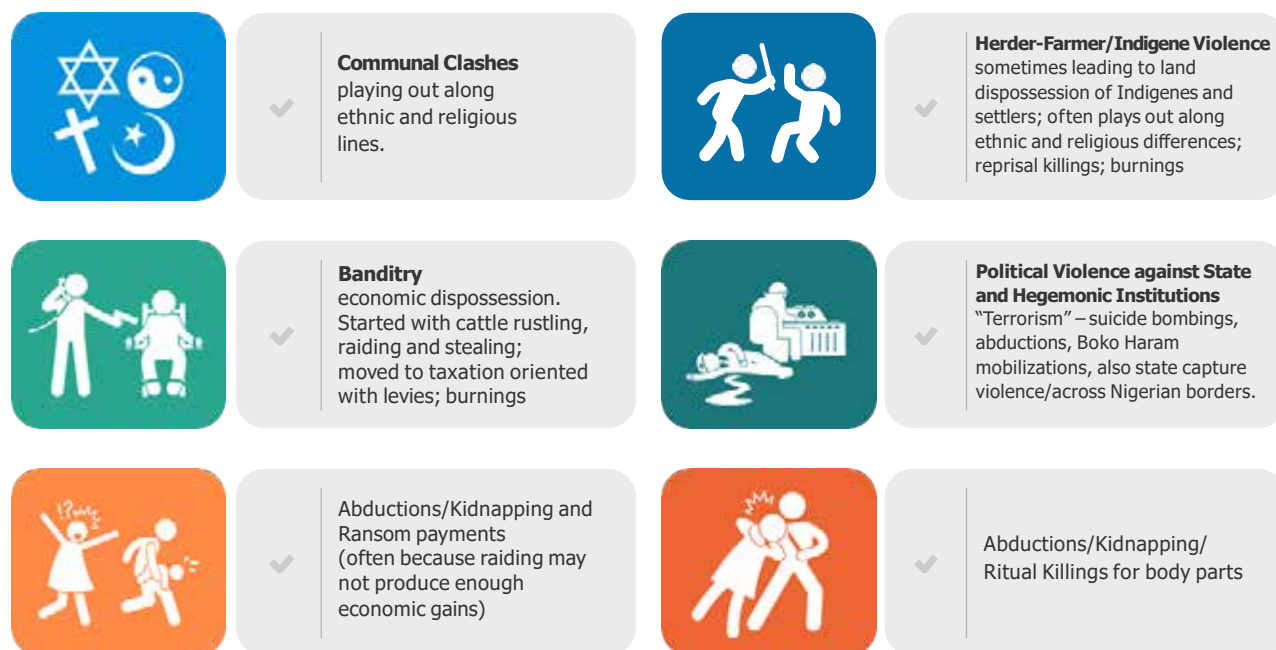 Communal Clashes
playing out along
ethnic and religious
lines.
Herder-Farmer/Indigene Violence
sometimes leading to land
dispossession of Indigenes and
settlers; often plays out along
ethnic and religious differences;
reprisal killings; burnings
Banditry
economic dispossession.
Started with cattle rustling,
raiding and stealing;
moved to taxation oriented
with levies; burnings
Political Violence against State
and Hegemonic Institutions
“Terrorism” – suicide bombings,
abductions, Boko Haram
mobilizations, also state capture
violence/across Nigerian borders.
!?
Abductions/Kidnapping and
Ransom payments
(often because raiding may
not produce enough
economic gains)
Abductions/Kidnapping/
Ritual Killings for body parts